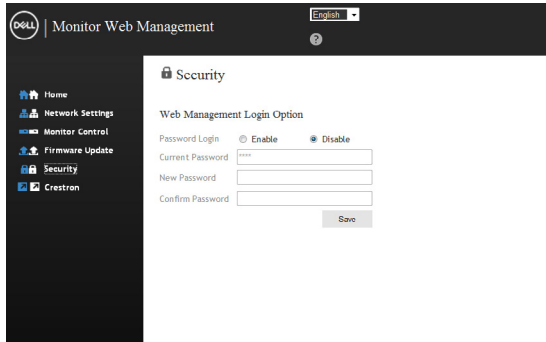 DELL | Monitor Web Management
English
?
Security
Home
Network Settings
Monitor Control
Firmware Update
Security
Crestron
Web Management Login Option
Password Login Enable Disable
Current Password ****
New Password
Confirm Password
Save